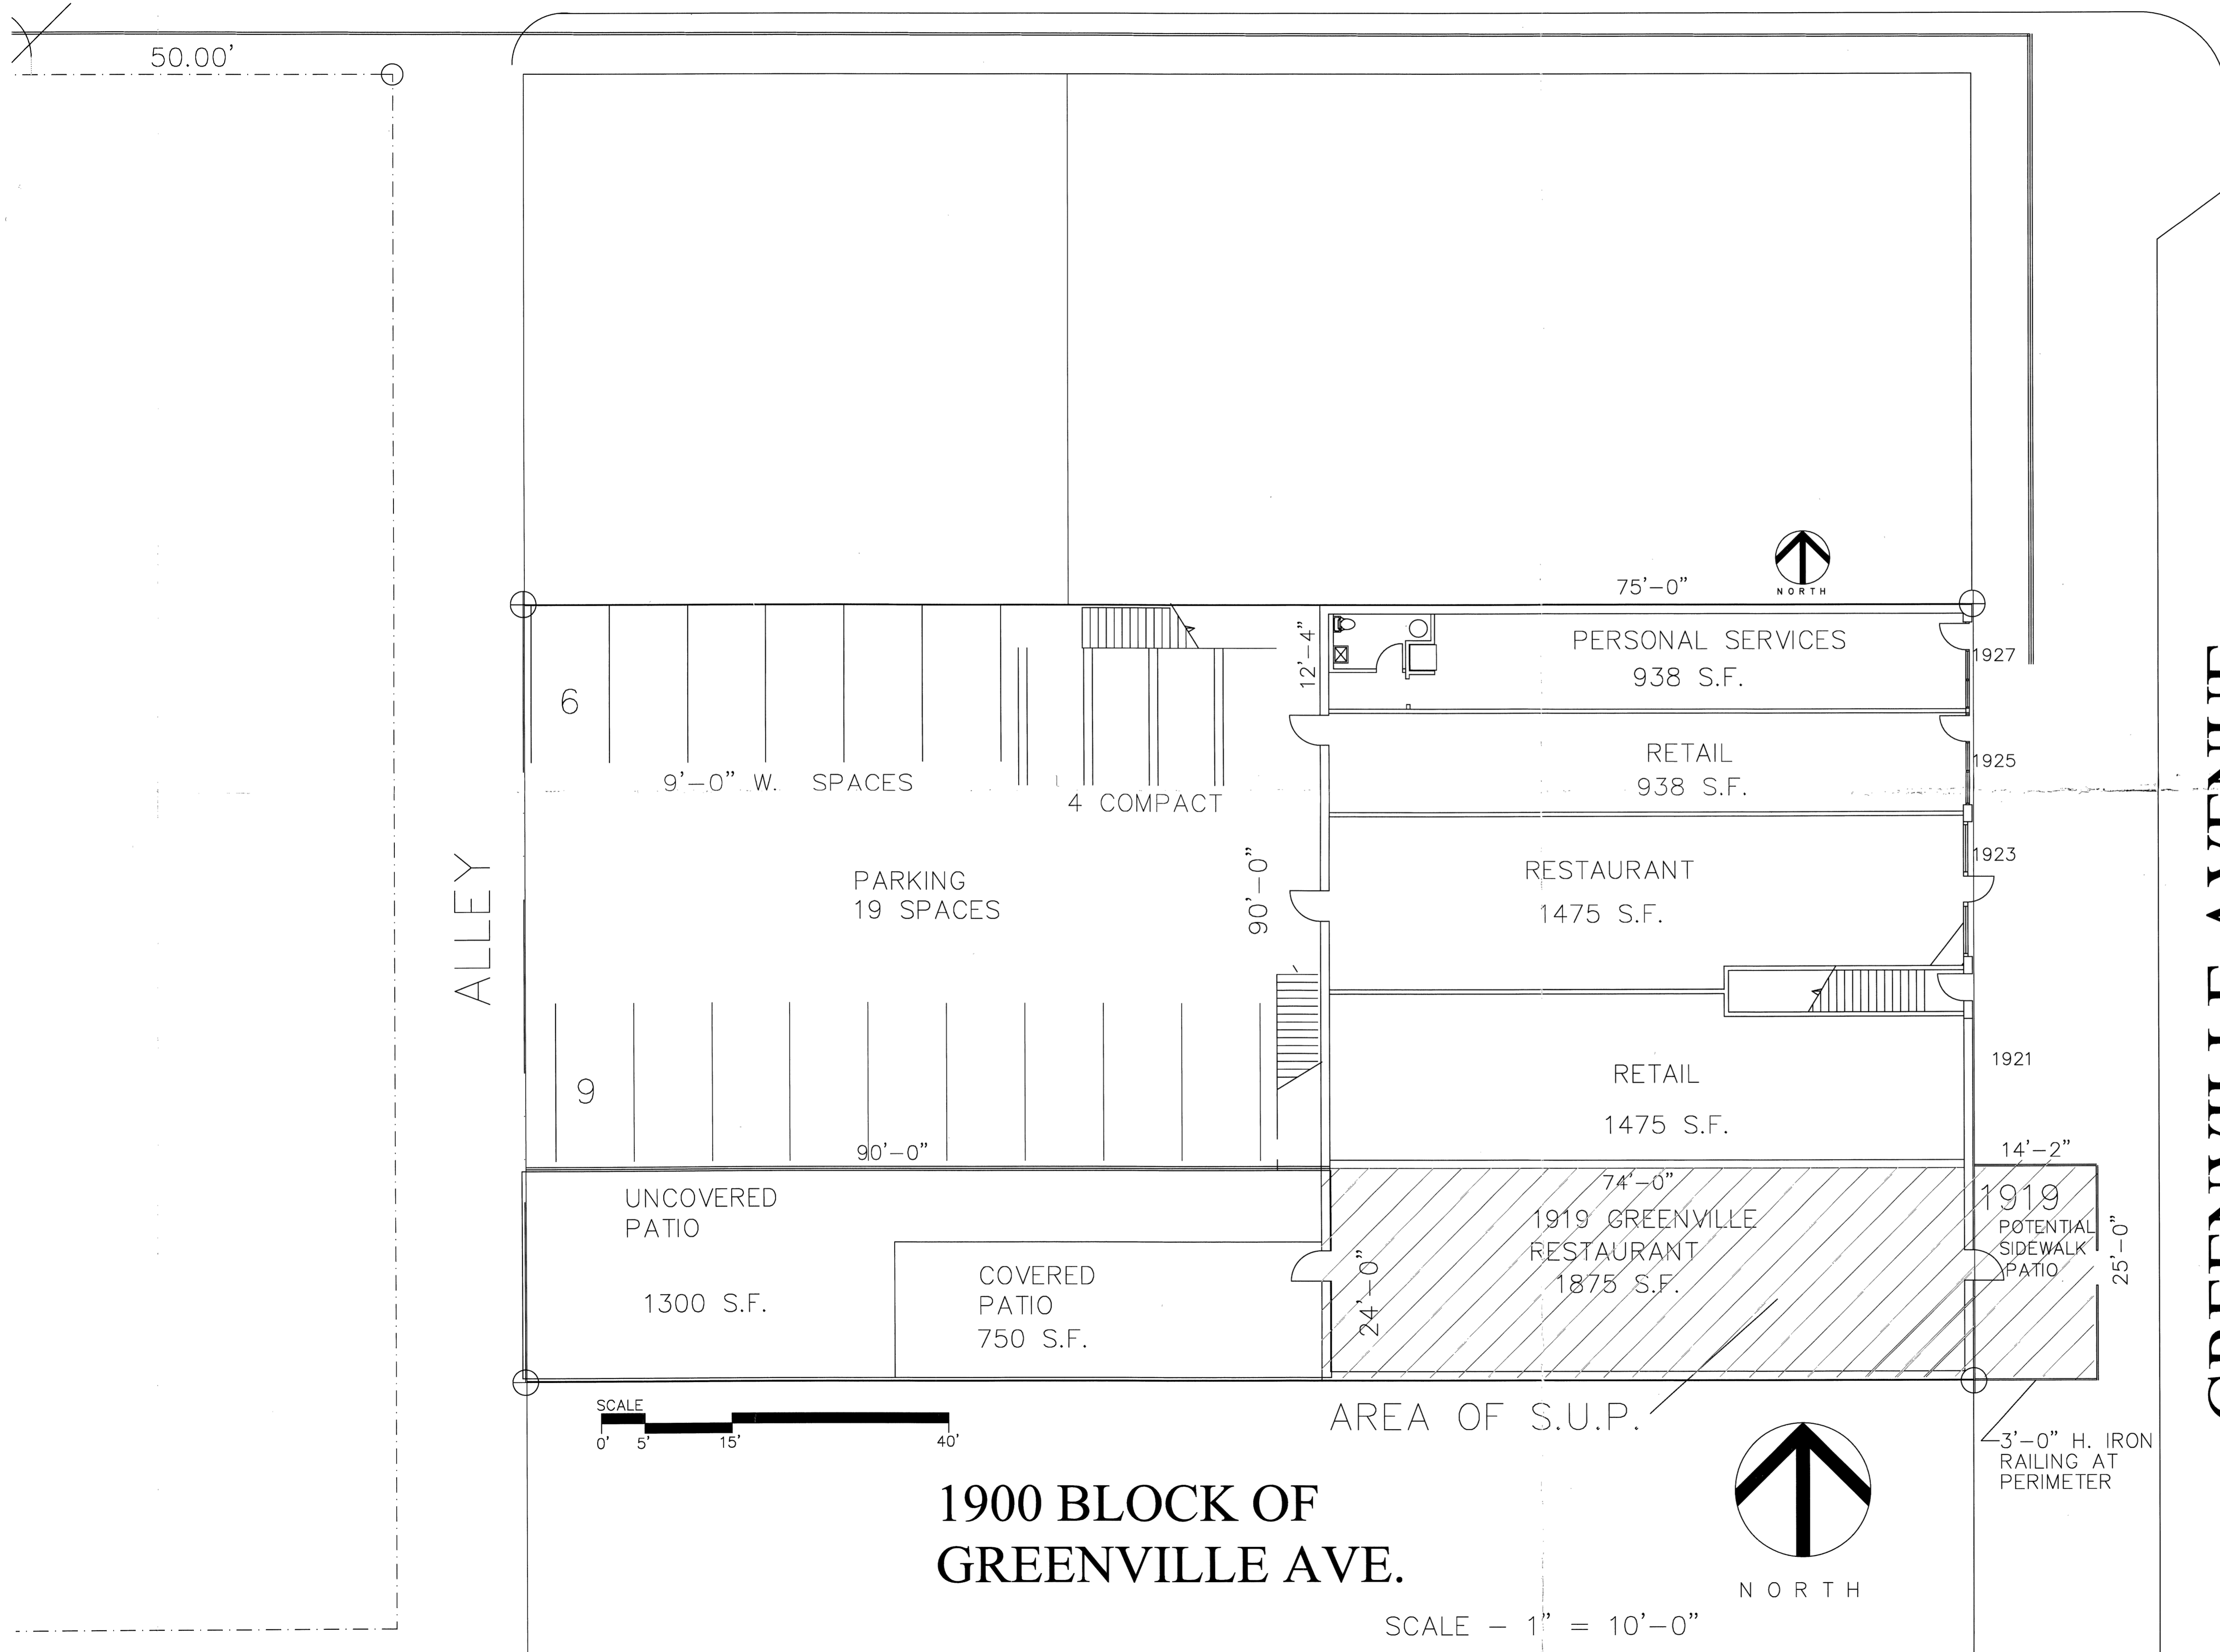 50.00'
75'-0"
NORTH
12'-4"
PERSONAL SERVICES
938 S.F.
1927
6
9'-0" W. SPACES
4 COMPACT
RETAIL
938 S.F.
1925
ALLEY
PARKING
19 SPACES
90'-0"
RESTAURANT
1475 S.F.
1923
GREENVILLE AVENUE
9
90'-0"
RETAIL
1475 S.F.
1921
14'-2"
UNCOVERED
PATIO
1300 S.F.
COVERED
PATIO
750 S.F.
74'-0"
1919 GREENVILLE
RESTAURANT
1875 S.F.
24'-0"
1919
POTENTIAL
SIDEWALK
PATIO
25'-0"
SCALE
0' 5' 15' 40'
AREA OF S.U.P.
3'-0" H. IRON
RAILING AT
PERIMETER
1900 BLOCK OF
GREENVILLE AVE.
NORTH
SCALE - 1" = 10'-0"